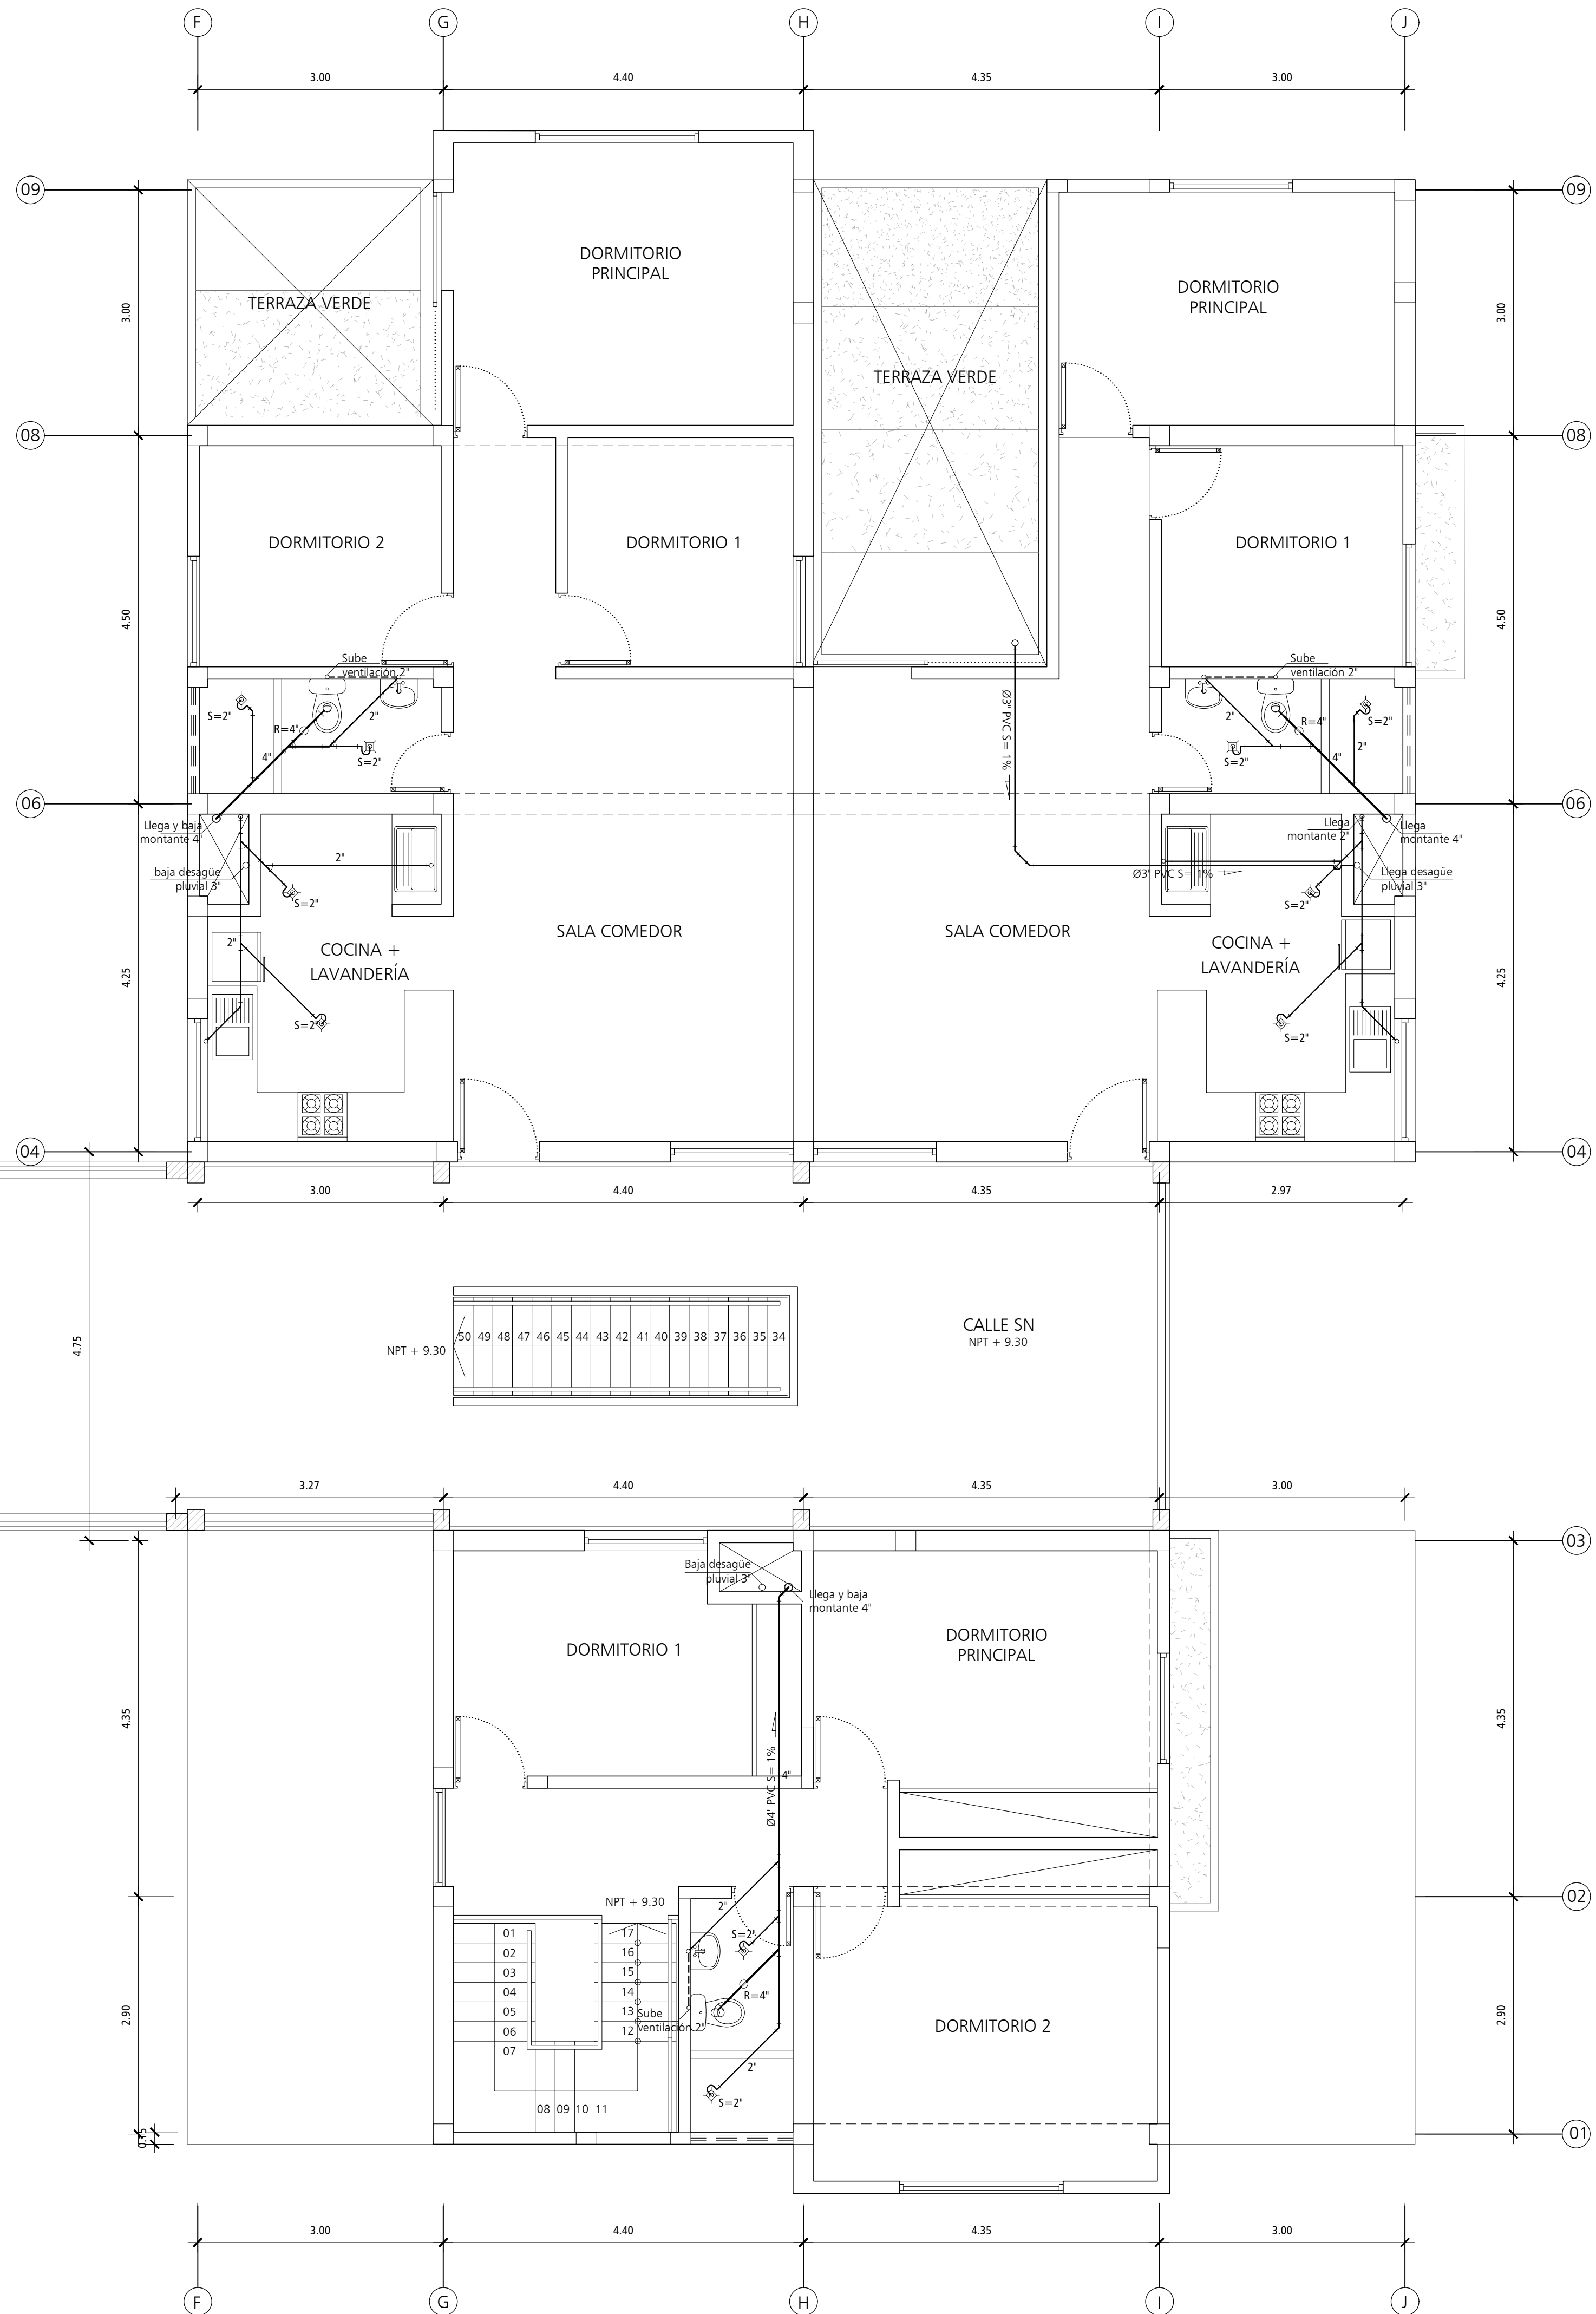 F
G
H
I
J
3.00
4.40
4.35
3.00
09
09
DORMITORIO
PRINCIPAL
DORMITORIO
PRINCIPAL
TERRAZA VERDE
3.00
3.00
TERRAZA VERDE
08
08
DORMITORIO 2
DORMITORIO 1
DORMITORIO 1
4.50
4.50
Sube
ventilación 2"
Sube
ventilación 2"
S=2"
R=4"
2"
4"
S=2"
2"
R=4"
S=2"
2"
4"
S=2"
Ø3" PVC S= 1%
06
06
Llega y baja
montante 4"
Llega
montante 2"
Llega
montante 4"
baja desagüe
pluvial 3"
2"
Ø3" PVC S= 1%
Llega desagüe
pluvial 3"
S=2"
S=2"
SALA COMEDOR
SALA COMEDOR
2"
COCINA +
LAVANDERÍA
COCINA +
LAVANDERÍA
4.25
4.25
S=2"
S=2"
04
04
3.00
4.40
4.35
2.97
4.75
NPT + 9.30
50 49 48 47 46 45 44 43 42 41 40 39 38 37 36 35 34
CALLE SN
NPT + 9.30
3.27
4.40
4.35
3.00
03
Baja desagüe
pluvial 3"
Llega y baja
montante 4"
DORMITORIO 1
DORMITORIO
PRINCIPAL
4.35
4.35
Ø4" PVC S= 1%
4"
02
NPT + 9.30
2"
S=2"
01
02
03
04
05
06
07
08 09 10 11
17
16
15
14
13
12
R=4"
Sube
ventilación 2"
DORMITORIO 2
2.90
2.90
2"
S=2"
0.15
01
3.00
4.40
4.35
3.00
F
G
H
I
J